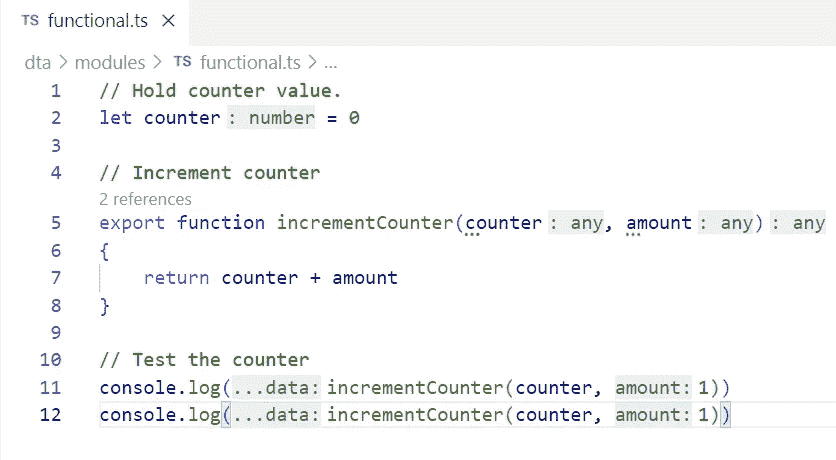 TS functional.ts ×
dta > modules > TS functional.ts > ...
1 // Hold counter value.
2 let counter: number = 0
3
4 // Increment counter
2 references
5 export function incrementCounter(counter: any, amount: any): any
6 {
7 return counter + amount
8 }
9
10 // Test the counter
11 console.log(...data: incrementCounter(counter, amount: 1))
12 console.log(...data: incrementCounter(counter, amount: 1))